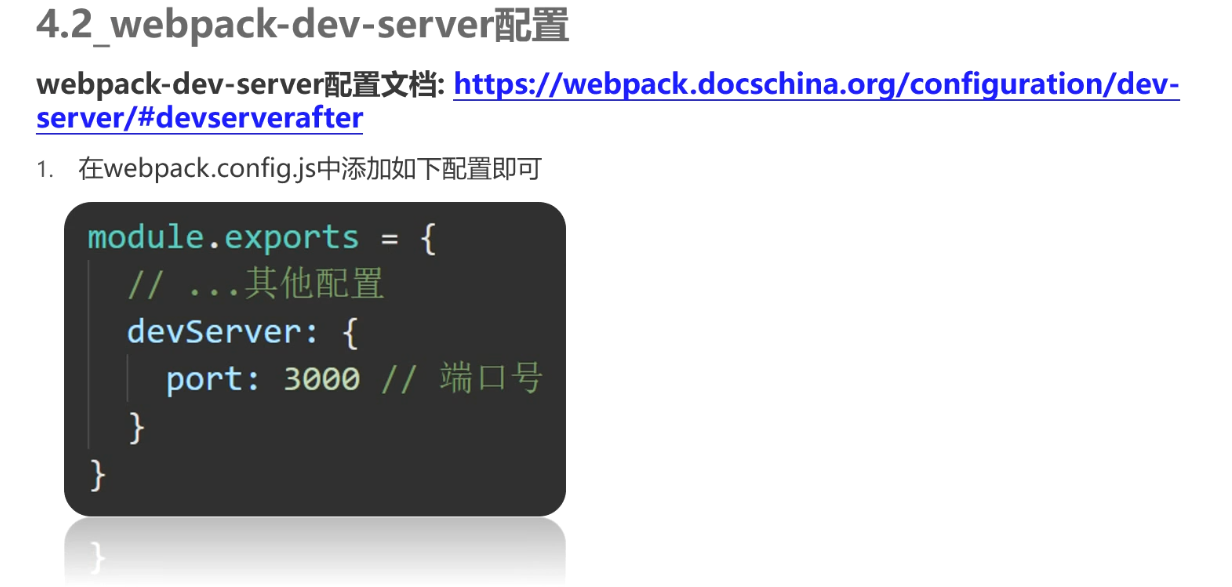 4.2_webpack-dev-server配置
webpack-dev-server配置文档: https://webpack.docschina.org/configuration/dev-
server/#devserverafter
1. 在webpack.config.js中添加如下配置即可
module.exports = {
// ...其他配置
devServer: {
port: 3000 // 端口号
}
}